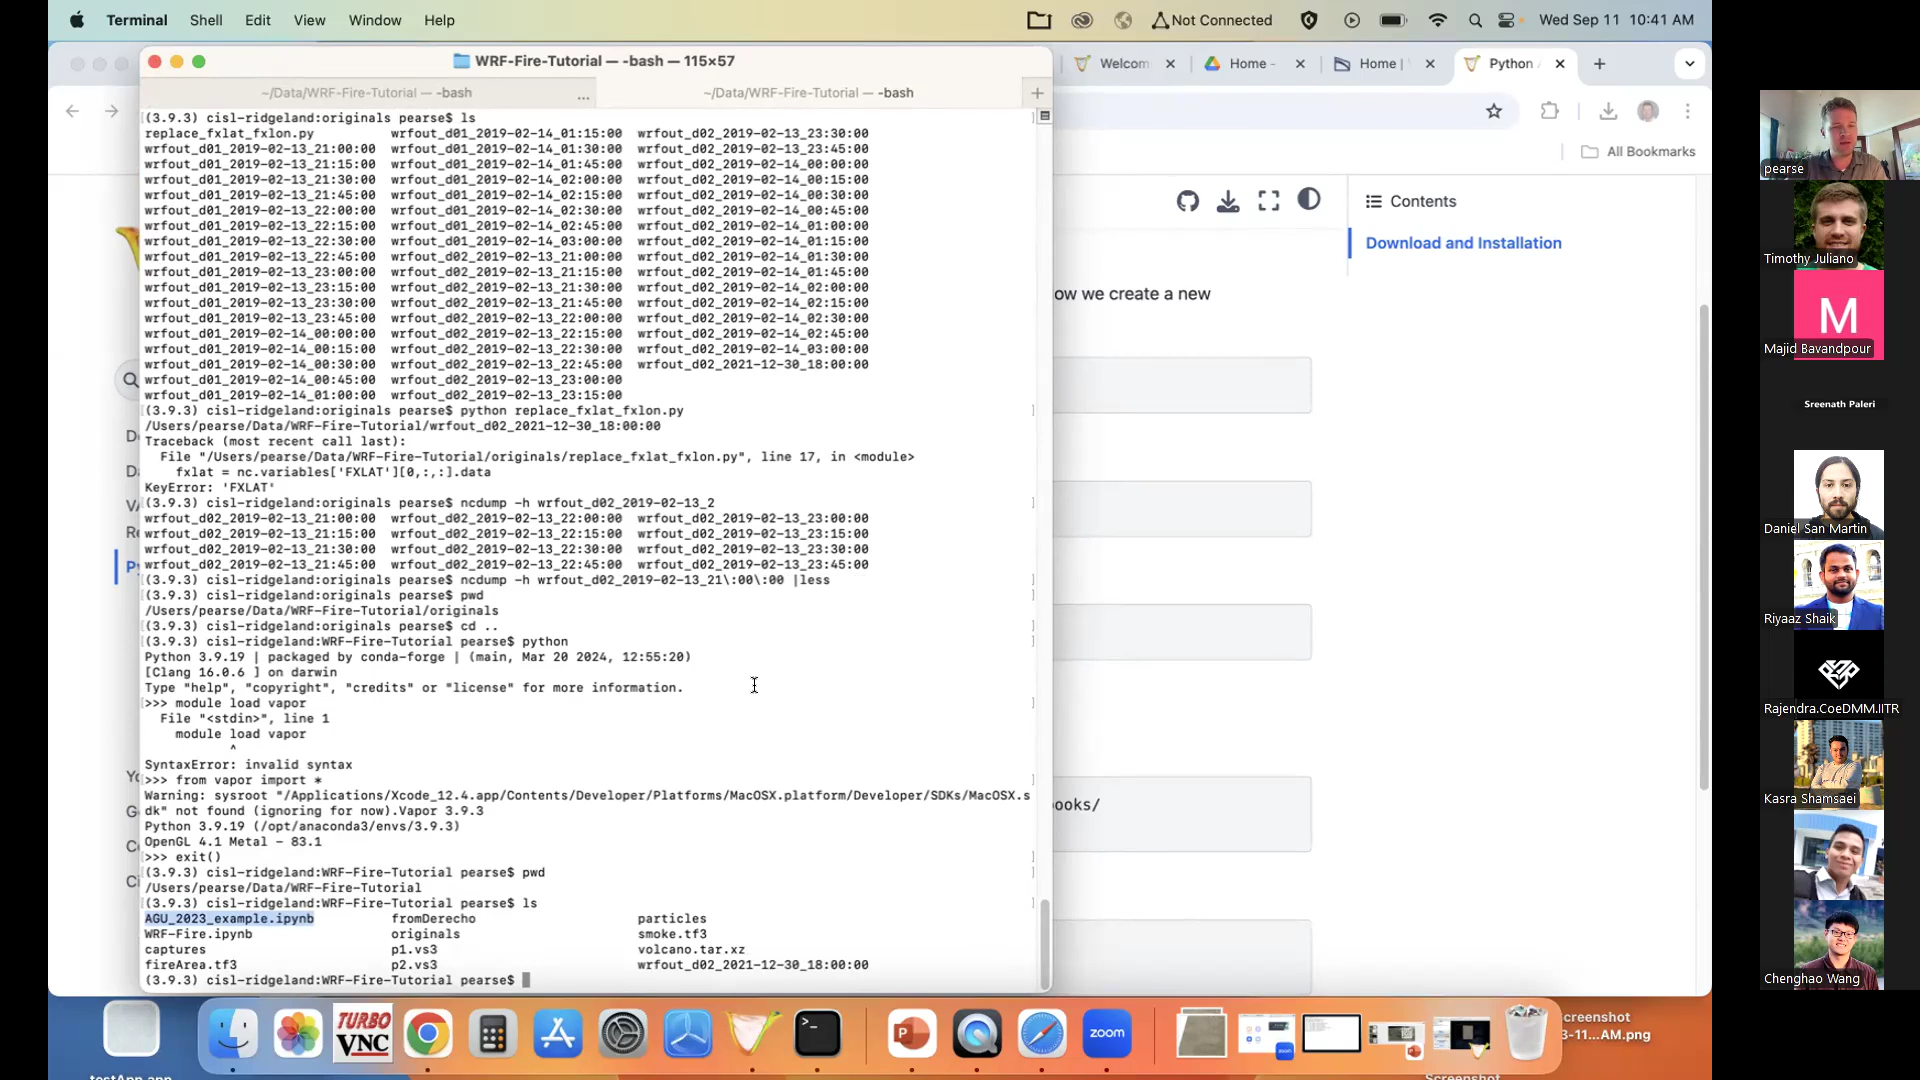 Terminal Shell Edit View Window Help
Not Connected
Wed Sep 11 10:41 AM
WRF-Fire-Tutorial — -bash — 115×57
~/Data/WRF-Fire-Tutorial — -bash
...
~/Data/WRF-Fire-Tutorial — -bash
(3.9.3) cisl-ridgeland:originals pearse$ ls
replace_fxlat_fxlon.py wrfout_d01_2019-02-14_01:15:00 wrfout_d02_2019-02-13_23:30:00
wrfout_d01_2019-02-13_21:00:00 wrfout_d01_2019-02-14_01:30:00 wrfout_d02_2019-02-13_23:45:00
wrfout_d01_2019-02-13_21:15:00 wrfout_d01_2019-02-14_01:45:00 wrfout_d02_2019-02-14_00:00:00
wrfout_d01_2019-02-13_21:30:00 wrfout_d01_2019-02-14_02:00:00 wrfout_d02_2019-02-14_00:15:00
wrfout_d01_2019-02-13_21:45:00 wrfout_d01_2019-02-14_02:15:00 wrfout_d02_2019-02-14_00:30:00
wrfout_d01_2019-02-13_22:00:00 wrfout_d01_2019-02-14_02:30:00 wrfout_d02_2019-02-14_00:45:00
wrfout_d01_2019-02-13_22:15:00 wrfout_d01_2019-02-14_02:45:00 wrfout_d02_2019-02-14_01:00:00
wrfout_d01_2019-02-13_22:30:00 wrfout_d01_2019-02-14_03:00:00 wrfout_d02_2019-02-14_01:15:00
wrfout_d01_2019-02-13_22:45:00 wrfout_d02_2019-02-13_21:00:00 wrfout_d02_2019-02-14_01:30:00
wrfout_d01_2019-02-13_23:00:00 wrfout_d02_2019-02-13_21:15:00 wrfout_d02_2019-02-14_01:45:00
wrfout_d01_2019-02-13_23:15:00 wrfout_d02_2019-02-13_21:30:00 wrfout_d02_2019-02-14_02:00:00
wrfout_d01_2019-02-13_23:30:00 wrfout_d02_2019-02-13_21:45:00 wrfout_d02_2019-02-14_02:15:00
wrfout_d01_2019-02-13_23:45:00 wrfout_d02_2019-02-13_22:00:00 wrfout_d02_2019-02-14_02:30:00
wrfout_d01_2019-02-14_00:00:00 wrfout_d02_2019-02-13_22:15:00 wrfout_d02_2019-02-14_02:45:00
wrfout_d01_2019-02-14_00:15:00 wrfout_d02_2019-02-13_22:30:00 wrfout_d02_2019-02-14_03:00:00
wrfout_d01_2019-02-14_00:30:00 wrfout_d02_2019-02-13_22:45:00 wrfout_d02_2021-12-30_18:00:00
wrfout_d01_2019-02-14_00:45:00 wrfout_d02_2019-02-13_23:00:00
wrfout_d01_2019-02-14_01:00:00 wrfout_d02_2019-02-13_23:15:00
(3.9.3) cisl-ridgeland:originals pearse$ python replace_fxlat_fxlon.py
/Users/pearse/Data/WRF-Fire-Tutorial/wrfout_d02_2021-12-30_18:00:00
Traceback (most recent call last):
File "/Users/pearse/Data/WRF-Fire-Tutorial/originals/replace_fxlat_fxlon.py", line 17, in <module>
fxlat = nc.variables['FXLAT'][0,:,:].data
KeyError: 'FXLAT'
(3.9.3) cisl-ridgeland:originals pearse$ ncdump -h wrfout_d02_2019-02-13_2
wrfout_d02_2019-02-13_21:00:00 wrfout_d02_2019-02-13_22:00:00 wrfout_d02_2019-02-13_23:00:00
wrfout_d02_2019-02-13_21:15:00 wrfout_d02_2019-02-13_22:15:00 wrfout_d02_2019-02-13_23:15:00
wrfout_d02_2019-02-13_21:30:00 wrfout_d02_2019-02-13_22:30:00 wrfout_d02_2019-02-13_23:30:00
wrfout_d02_2019-02-13_21:45:00 wrfout_d02_2019-02-13_22:45:00 wrfout_d02_2019-02-13_23:45:00
(3.9.3) cisl-ridgeland:originals pearse$ ncdump -h wrfout_d02_2019-02-13_21\:00\:00 |less
(3.9.3) cisl-ridgeland:originals pearse$ pwd
/Users/pearse/Data/WRF-Fire-Tutorial/originals
(3.9.3) cisl-ridgeland:originals pearse$ cd ..
(3.9.3) cisl-ridgeland:WRF-Fire-Tutorial pearse$ python
Python 3.9.19 | packaged by conda-forge | (main, Mar 20 2024, 12:55:20)
[Clang 16.0.6 ] on darwin
Type "help", "copyright", "credits" or "license" for more information.
>>> module load vapor
File "<stdin>", line 1
module load vapor
^
SyntaxError: invalid syntax
>>> from vapor import *
Warning: sysroot "/Applications/Xcode_12.4.app/Contents/Developer/Platforms/MacOSX.platform/Developer/SDKs/MacOSX.s
dk" not found (ignoring for now).Vapor 3.9.3
Python 3.9.19 (/opt/anaconda3/envs/3.9.3)
OpenGL 4.1 Metal - 83.1
>>> exit()
(3.9.3) cisl-ridgeland:WRF-Fire-Tutorial pearse$ pwd
/Users/pearse/Data/WRF-Fire-Tutorial
(3.9.3) cisl-ridgeland:WRF-Fire-Tutorial pearse$ ls
AGU_2023_example.ipynb fromDerecho particles
WRF-Fire.ipynb originals smoke.tf3
captures p1.vs3 volcano.tar.xz
fireArea.tf3 p2.vs3 wrfout_d02_2021-12-30_18:00:00
(3.9.3) cisl-ridgeland:WRF-Fire-Tutorial pearse$
Welcom
Home -
Home |
Python
All Bookmarks
Contents
Download and Installation
ow we create a new
ooks/
pearse
Timothy Juliano
M
Majid Bavandpour
Sreenath Paleri
Daniel San Martin
Riyaaz Shaik
Rajendra.CoeDMM.IITR
Kasra Shamsaei
Chenghao Wang
TURBO
VNC
zoom
creenshot
3-11...AM.png